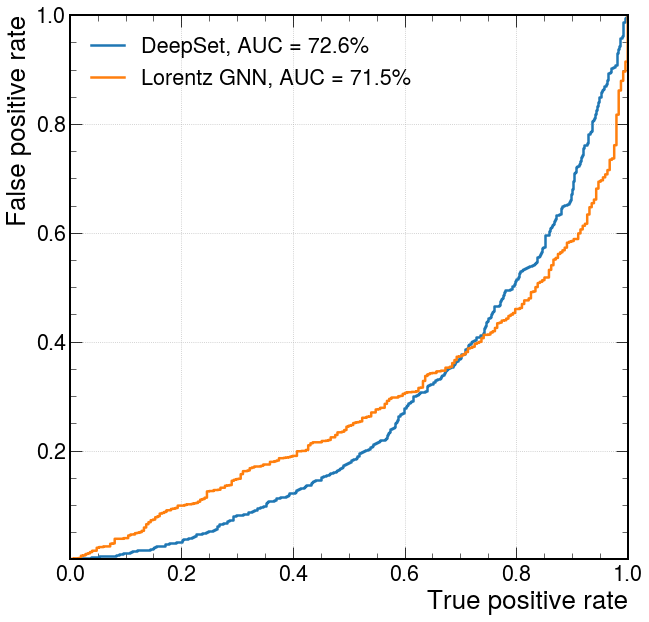 DeepSet, AUC = 72.6%
Lorentz GNN, AUC = 71.5%
False positive rate
1.0
0.8
0.6
0.4
0.2
0.0 0.2 0.4 0.6 0.8 1.0
True positive rate